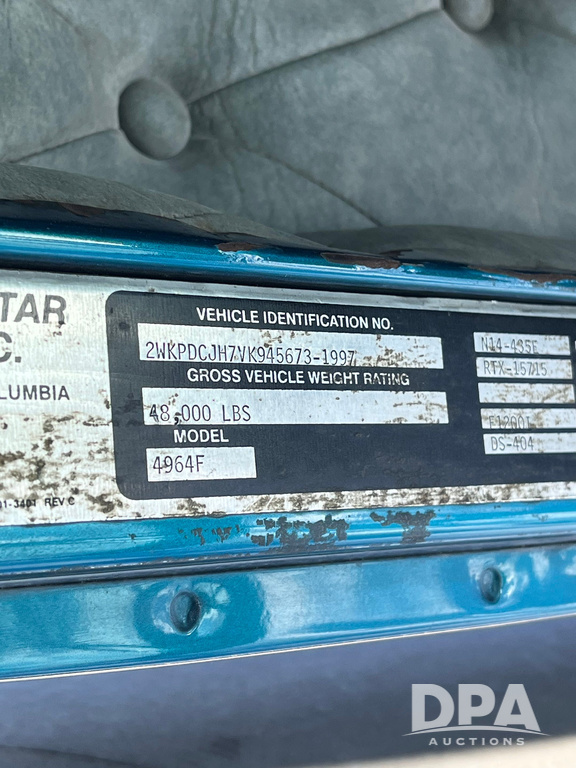 TAR
C.
LUMBIA
REV C
VEHICLE IDENTIFICATION NO.
2WKPDCJH7VK945673-1997
GROSS VEHICLE WEIGHT RATING
48,000 LBS
MODEL
4964F
N14-435E
RTX-15715
F1200I
DS-404
DPA
AUCTIONS